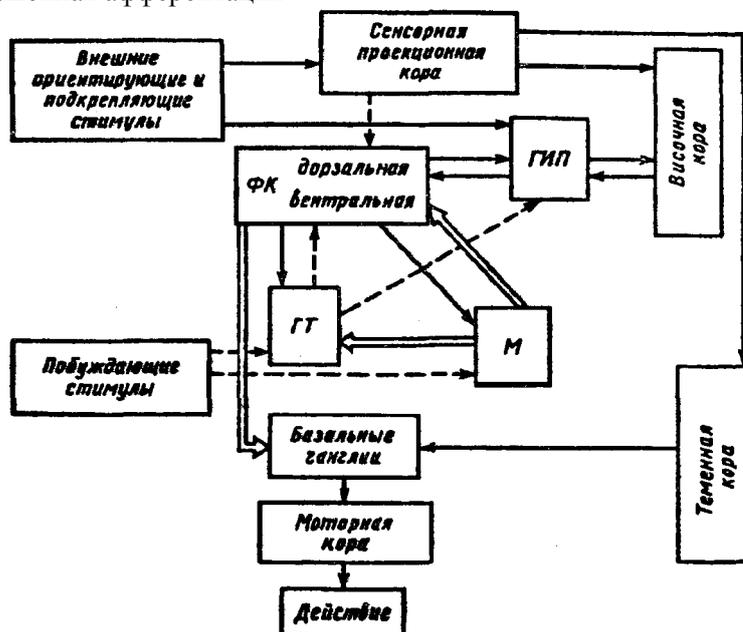 Сенсорная
проекционная
кора
Внешние
ориентирующие и
подкрепляющие
стимулы
Височная
кора
ГИП
ФК дорзальная
вентральная
ГТ
М
Побуждающие
стимулы
Базальные
ганглии
Теменная
кора
Моторная
кора
Действие